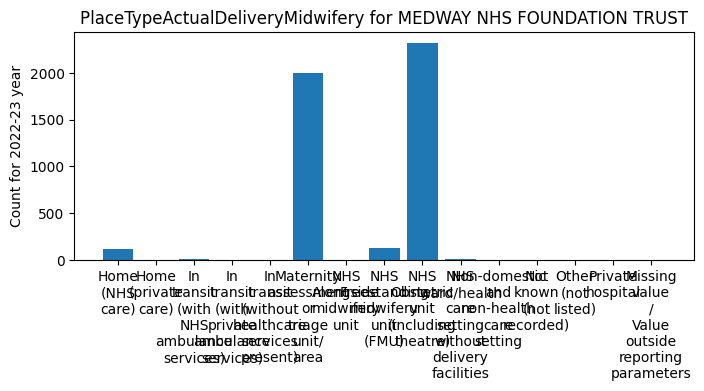 PlaceTypeActualDeliveryMidwifery for MEDWAY NHS FOUNDATION TRUST
Count for 2022-23 year
2000
1500
1000
500
0
Home
(NHS
care)
Home
(private
care)
In
transit
(with
NHS
ambulance
services)
In
transit
(with
private
ambulance
services)
In
transit
(without
healthcare
services
present)
Maternity
assessment
or
triage
unit/
area
NHS
Alongside
midwifery
unit
NHS
Freestanding
midwifery
unit
(FMU)
NHS
Obstetric
unit
(including
theatre)
NHS
ward/health
care
setting
without
delivery
facilities
Non-domestic
and
non-health
care
setting
Not
known
(not
recorded)
Other
(not
listed)
Private
hospital
Missing
value
/
Value
outside
reporting
parameters